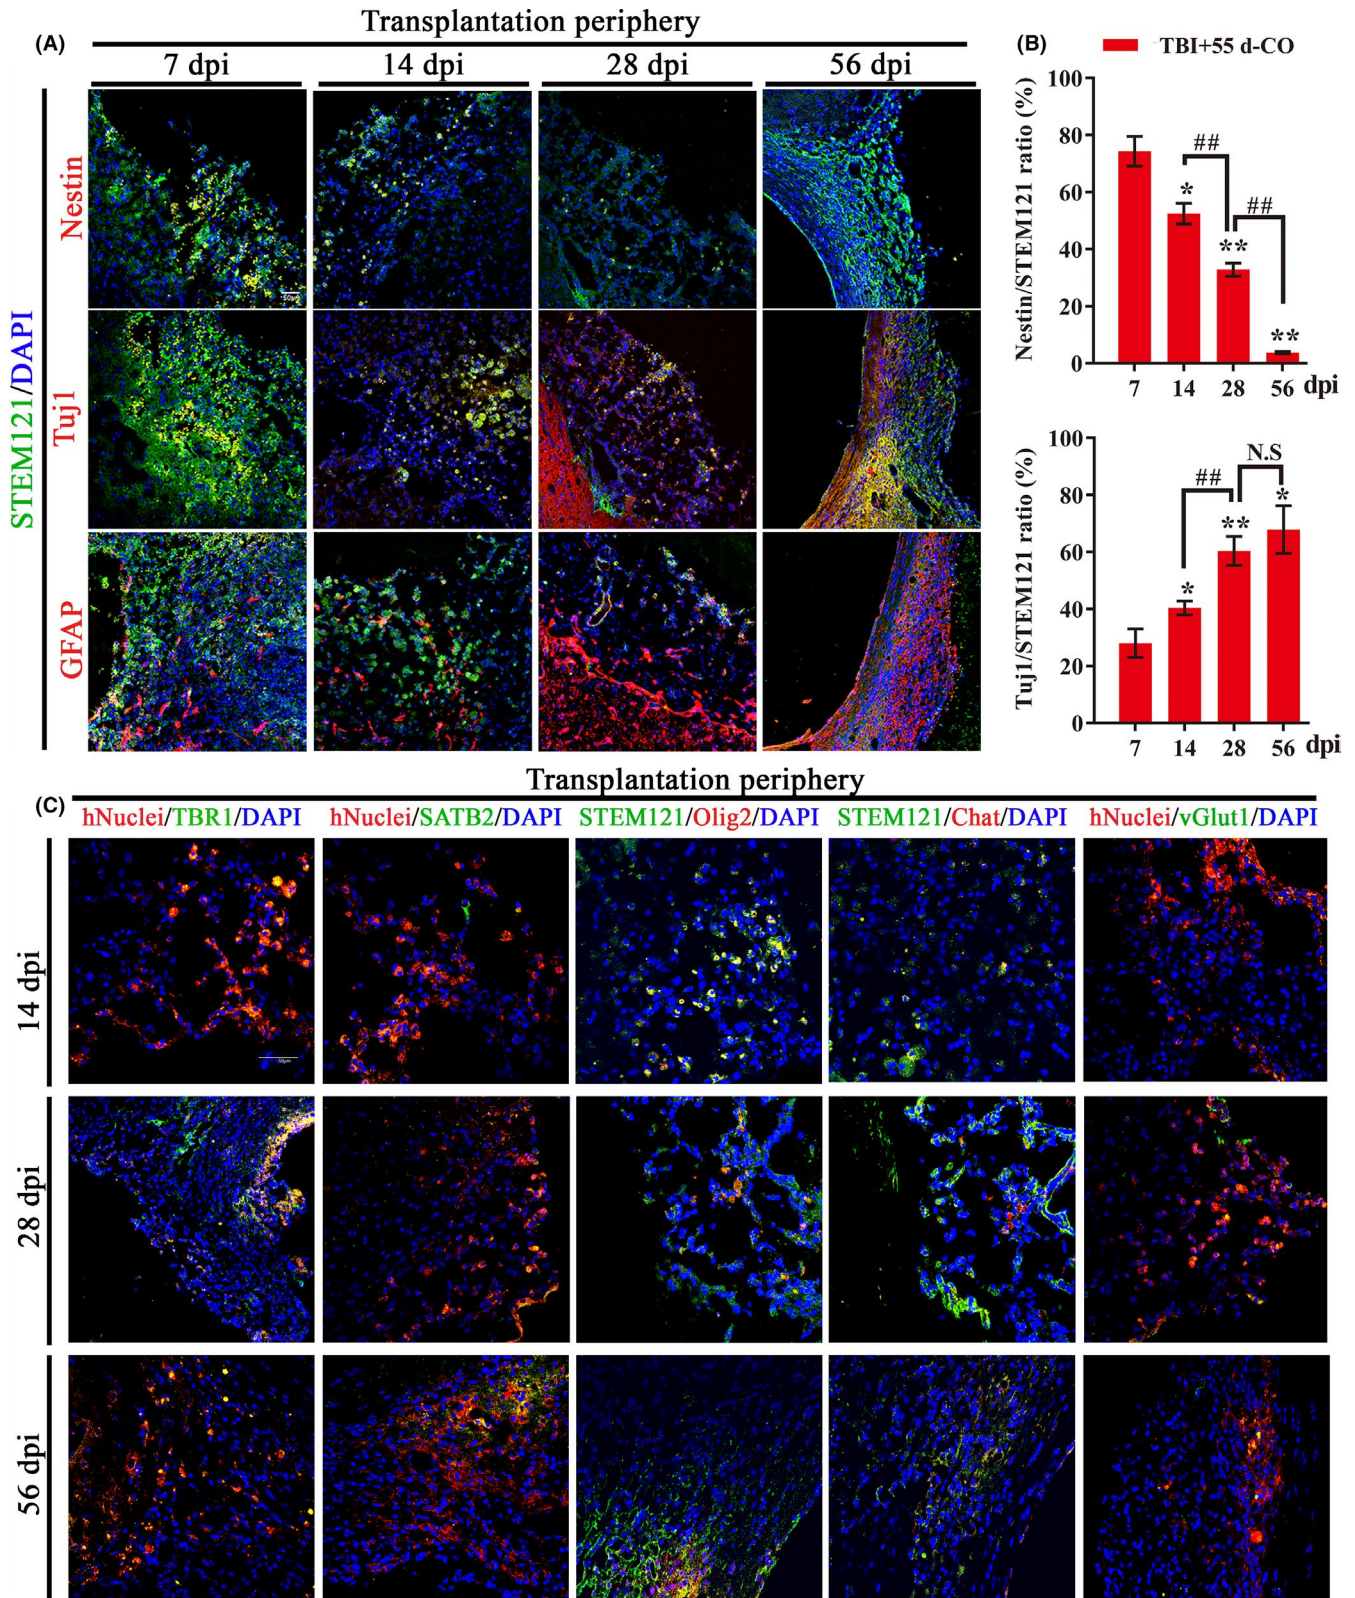 Transplantation periphery
(A)
7 dpi 14 dpi 28 dpi 56 dpi
STEM121/DAPI
Nestin
50μm
Tuj1
GFAP
(B)
TBI+55 d-CO
Nestin/STEM121 ratio (%)
100
80
60
40
20
0
##
##
*
**
**
7 14 28 56 dpi
Tuj1/STEM121 ratio (%)
100
80
60
40
20
0
N.S
##
*
**
*
7 14 28 56 dpi
Transplantation periphery
(C)
hNuclei/TBR1/DAPI hNuclei/SATB2/DAPI STEM121/Olig2/DAPI STEM121/Chat/DAPI hNuclei/vGlut1/DAPI
14 dpi
50μm
28 dpi
56 dpi